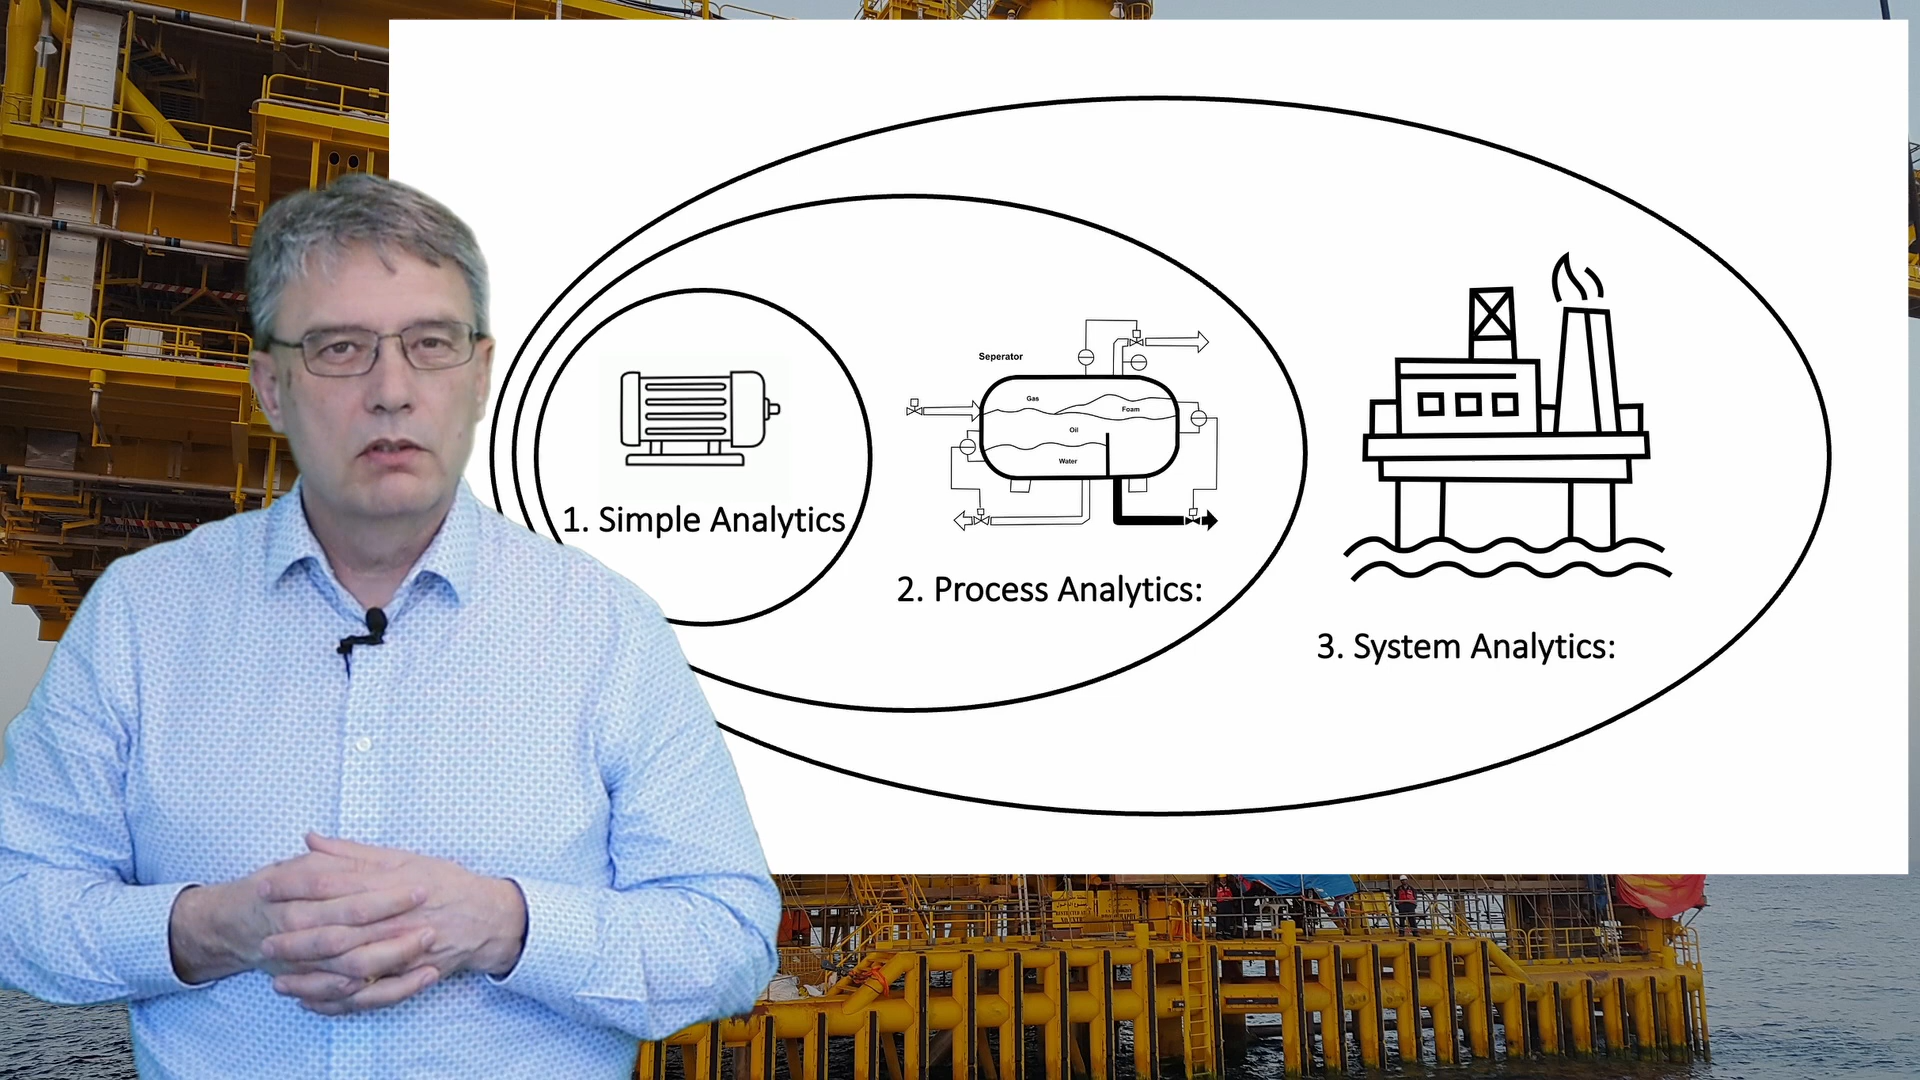 Seperator
Gas
Foam
Oil
Water
1. Simple Analytics
2. Process Analytics:
3. System Analytics: